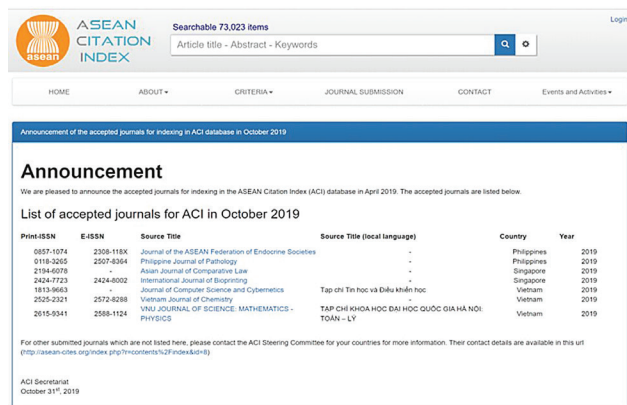 asean
ASEAN
CITATION
INDEX
Login
Searchable 73,023 items
Article title - Abstract - Keywords
HOME ABOUT CRITERIA JOURNAL SUBMISSION CONTACT Events and Activities
Announcement of the accepted journals for indexing in ACI database in October 2019
Announcement
We are pleased to announce the accepted journals for indexing in the ASEAN Citation Index (ACI) database in April 2019. The accepted journals are listed below.
List of accepted journals for ACI in October 2019
Print-ISSN E-ISSN Source Title Source Title (local language) Country Year
0857-1074 2308-118X Journal of the ASEAN Federation of Endocrine Societies - Philippines 2019
0118-3265 2507-8364 Philippine Journal of Pathology - Philippines 2019
2194-6078 - Asian Journal of Comparative Law - Singapore 2019
2424-7723 2424-8002 International Journal of Bioprinting - Singapore 2019
1813-9663 - Journal of Computer Science and Cybernetics Tạp chí Tin học và Điều khiển học Vietnam 2019
2525-2321 2572-8288 Vietnam Journal of Chemistry - Vietnam 2019
2615-9341 2588-1124 VNU JOURNAL OF SCIENCE: MATHEMATICS - PHYSICS TẠP CHÍ KHOA HỌC ĐẠI HỌC QUỐC GIA HÀ NỘI: TOÁN – LÝ Vietnam 2019
For other submitted journals which are not listed here, please contact the ACI Steering Committee for your countries for more information. Their contact details are available in this url
(http://asean-cites.org/index.php?r=contents%2Findex&id=8)
ACI Secretariat
October 31st, 2019